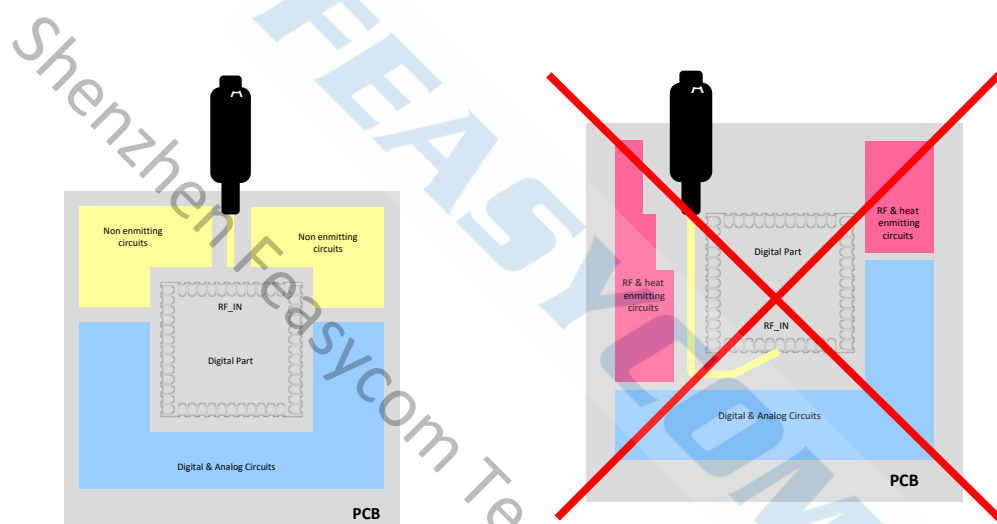 Shenzhen Feasycom Te
FEASYCOM
Non enmitting
circuits
Non enmitting
circuits
RF_IN
Digital Part
Digital & Analog Circuits
PCB
RF & heat
enmitting
circuits
Digital Part
RF & heat
enmitting
circuits
RF_IN
Digital & Analog Circuits
PCB